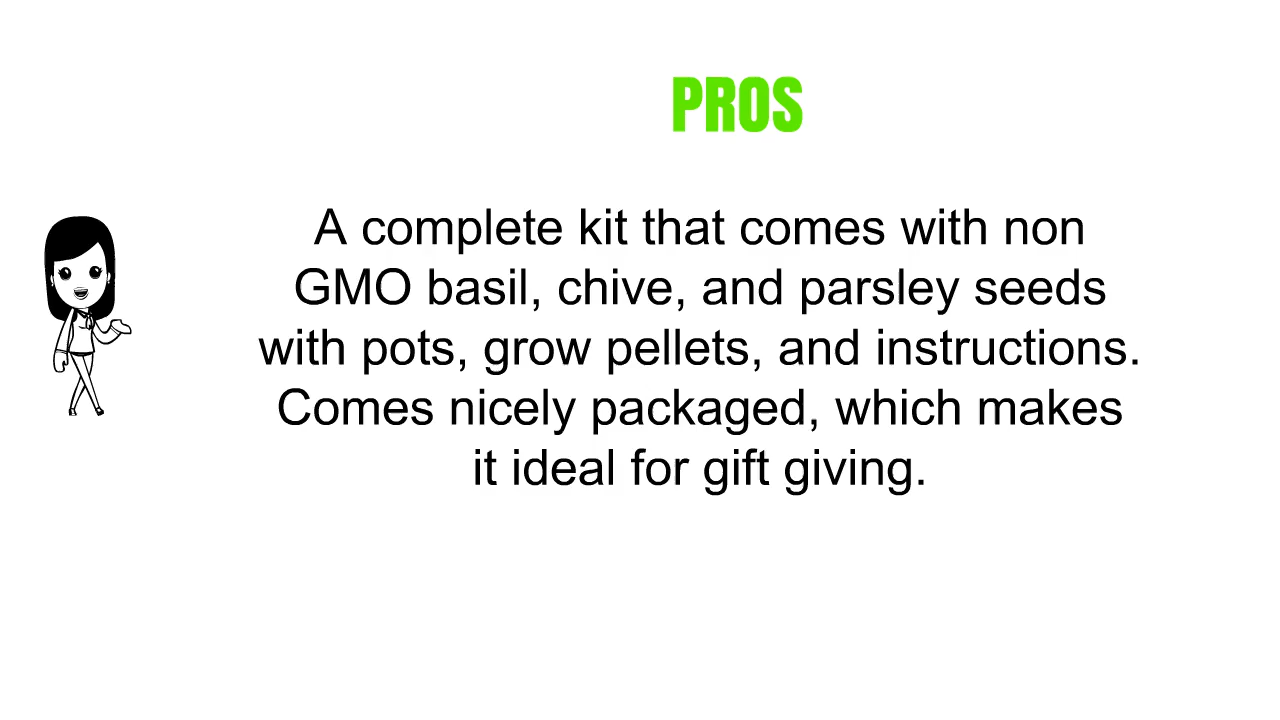 PROS
A complete kit that comes with non
GMO basil, chive, and parsley seeds
with pots, grow pellets, and instructions.
Comes nicely packaged, which makes
it ideal for gift giving.